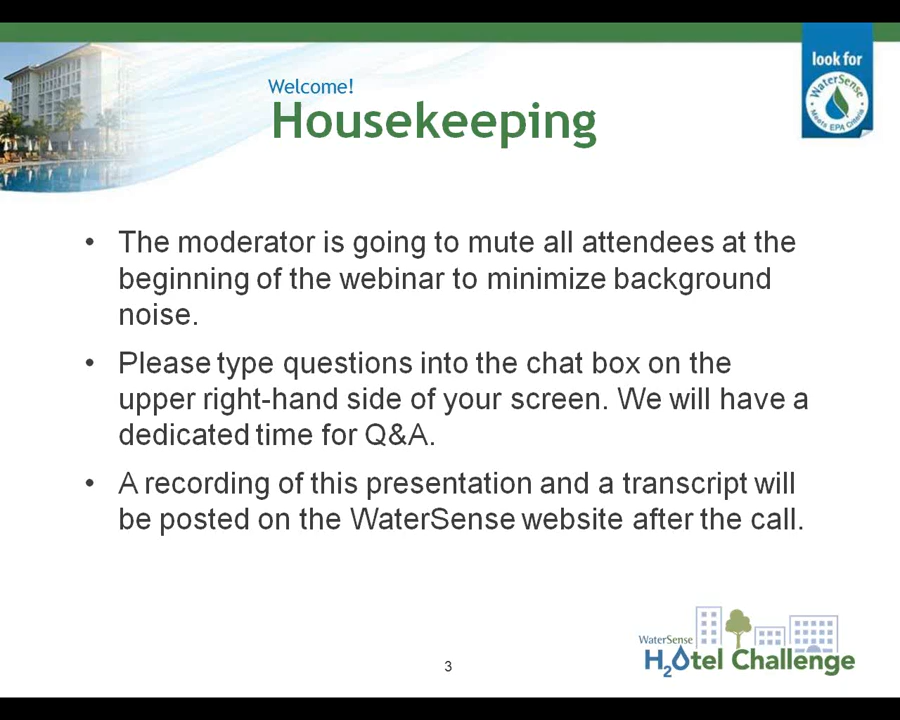 look for
WaterSense
Meets EPA Criteria
Welcome!
Housekeeping
• The moderator is going to mute all attendees at the
beginning of the webinar to minimize background
noise.
• Please type questions into the chat box on the
upper right-hand side of your screen. We will have a
dedicated time for Q&A.
• A recording of this presentation and a transcript will
be posted on the WaterSense website after the call.
WaterSense
H2Otel Challenge
3